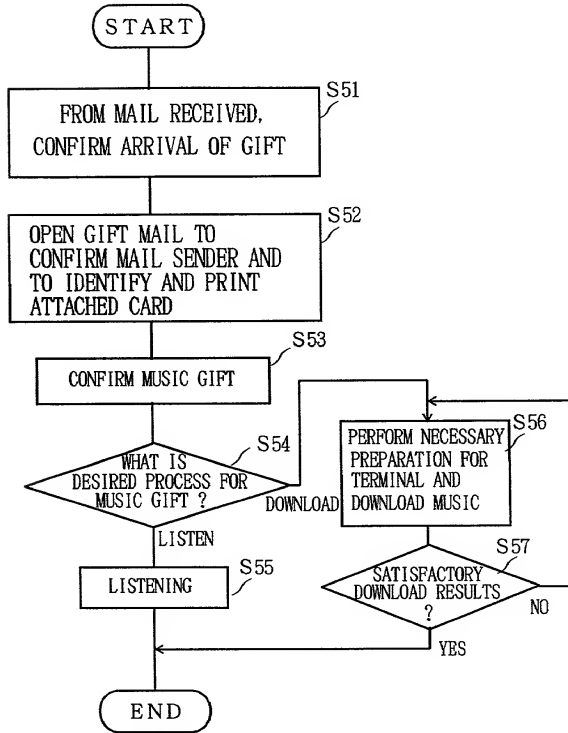 START
S51
FROM MAIL RECEIVED,
CONFIRM ARRIVAL OF GIFT
S52
OPEN GIFT MAIL TO
CONFIRM MAIL SENDER AND
TO IDENTIFY AND PRINT
ATTACHED CARD
S53
CONFIRM MUSIC GIFT
S54
WHAT IS
DESIRED PROCESS FOR
MUSIC GIFT ?
DOWNLOAD
LISTEN
S55
LISTENING
S56
PERFORM NECESSARY
PREPARATION FOR
TERMINAL AND
DOWNLOAD MUSIC
S57
SATISFACTORY
DOWNLOAD RESULTS
?
NO
YES
END